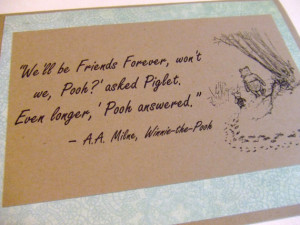 "We'll be Friends Forever, won't
we, Pooh?' asked Piglet.
Even longer,' Pooh answered."
- A.A. Milne, Winnie-the-Pooh